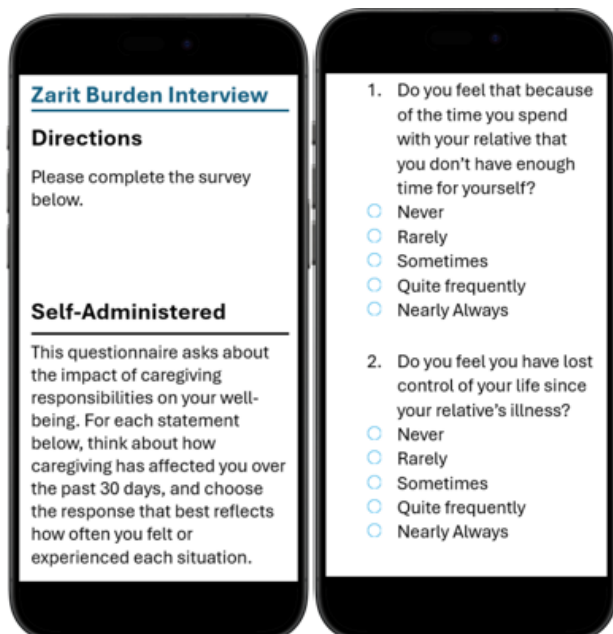 Zarit Burden Interview
Directions
Please complete the survey
below.
Self-Administered
This questionnaire asks about
the impact of caregiving
responsibilities on your well-
being. For each statement
below, think about how
caregiving has affected you over
the past 30 days, and choose
the response that best reflects
how often you felt or
experienced each situation.
1. Do you feel that because
of the time you spend
with your relative that
you don't have enough
time for yourself?
Never
Rarely
Sometimes
Quite frequently
Nearly Always
2. Do you feel you have lost
control of your life since
your relative's illness?
Never
Rarely
Sometimes
Quite frequently
Nearly Always